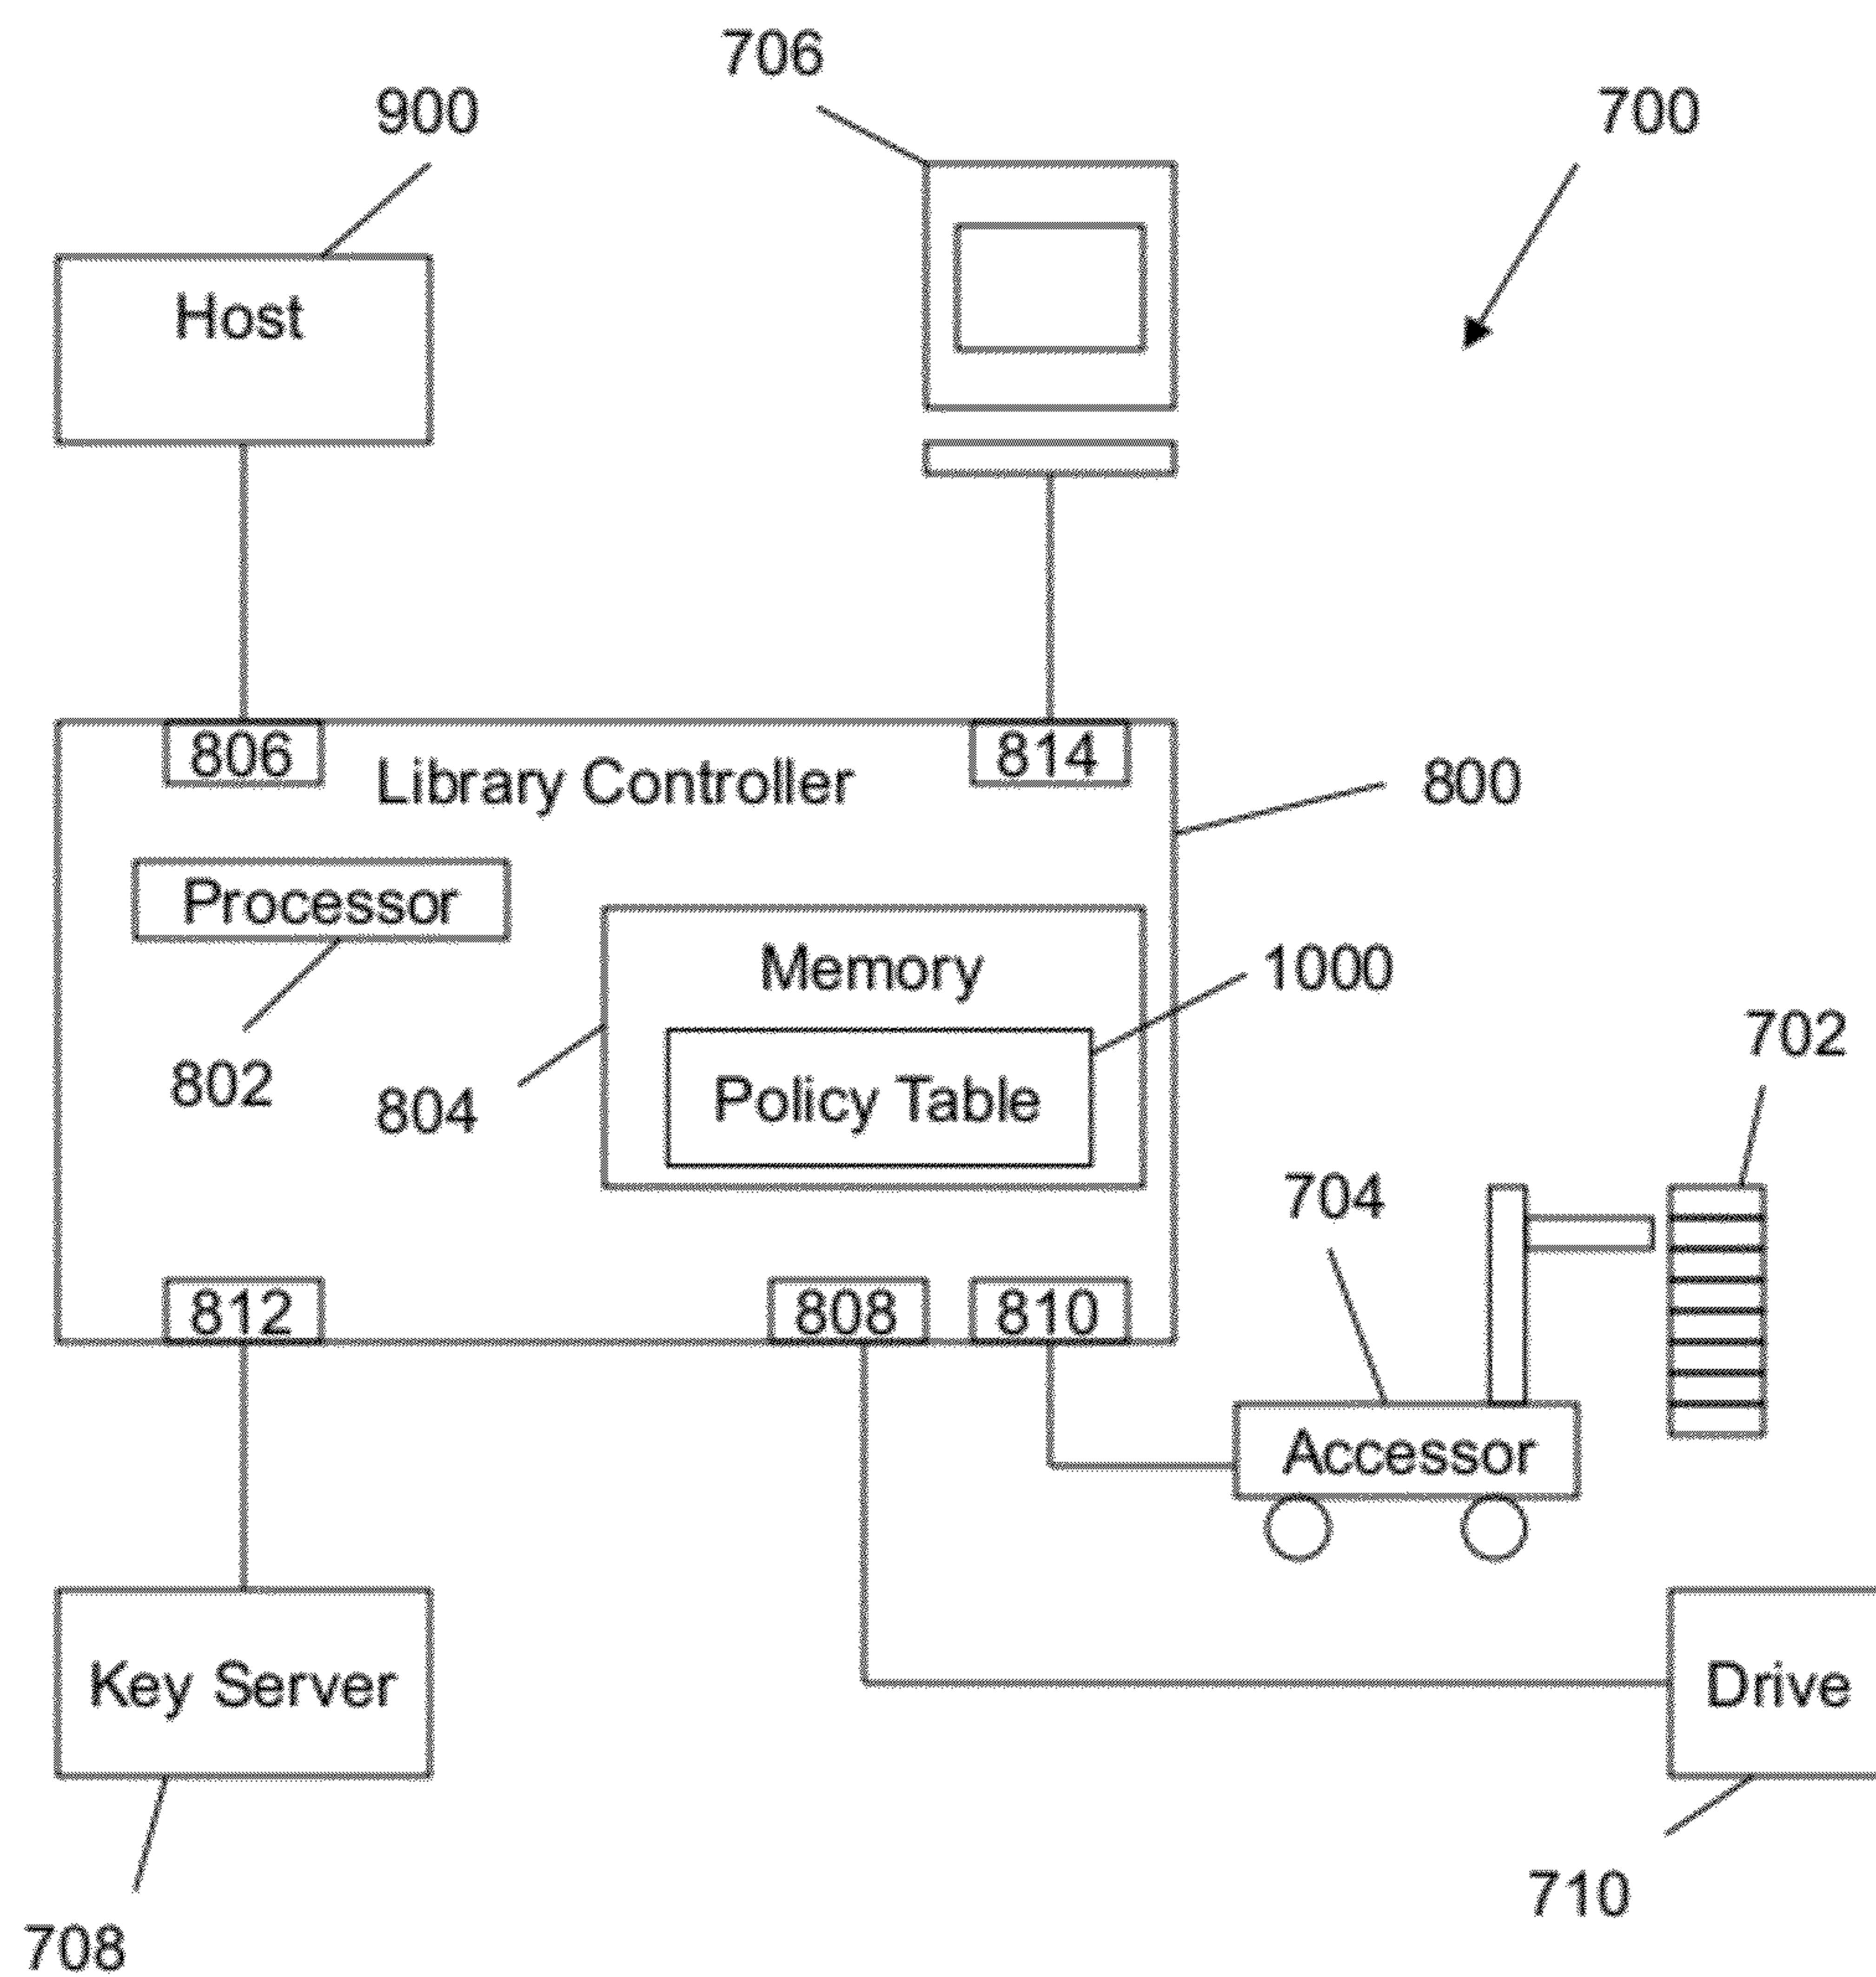 706
900
700
Host
806
814
Library Controller
800
Processor
Memory
1000
702
802
804
Policy Table
704
812
808
810
Accessor
Key Server
Drive
710
708